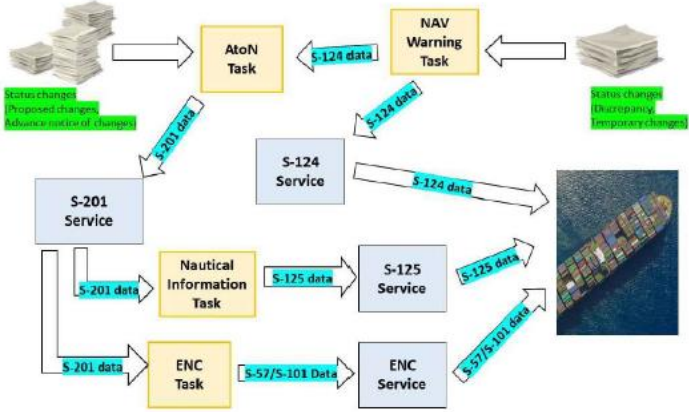 AtoN
Task
S-124 data
NAV
Warning
Task
Status changes
(Proposed changes,
Advance notice of changes)
Status changes
(Discrepancy,
Temporary changes)
S-201 data
S-124 data
S-124
Service
S-124 data
S-201
Service
S-201 data
Nautical
Information
Task
S-125 data
S-125
Service
S-125 data
S-201 data
ENC
Task
S-57/S-101 Data
ENC
Service
S-57/S-101 data